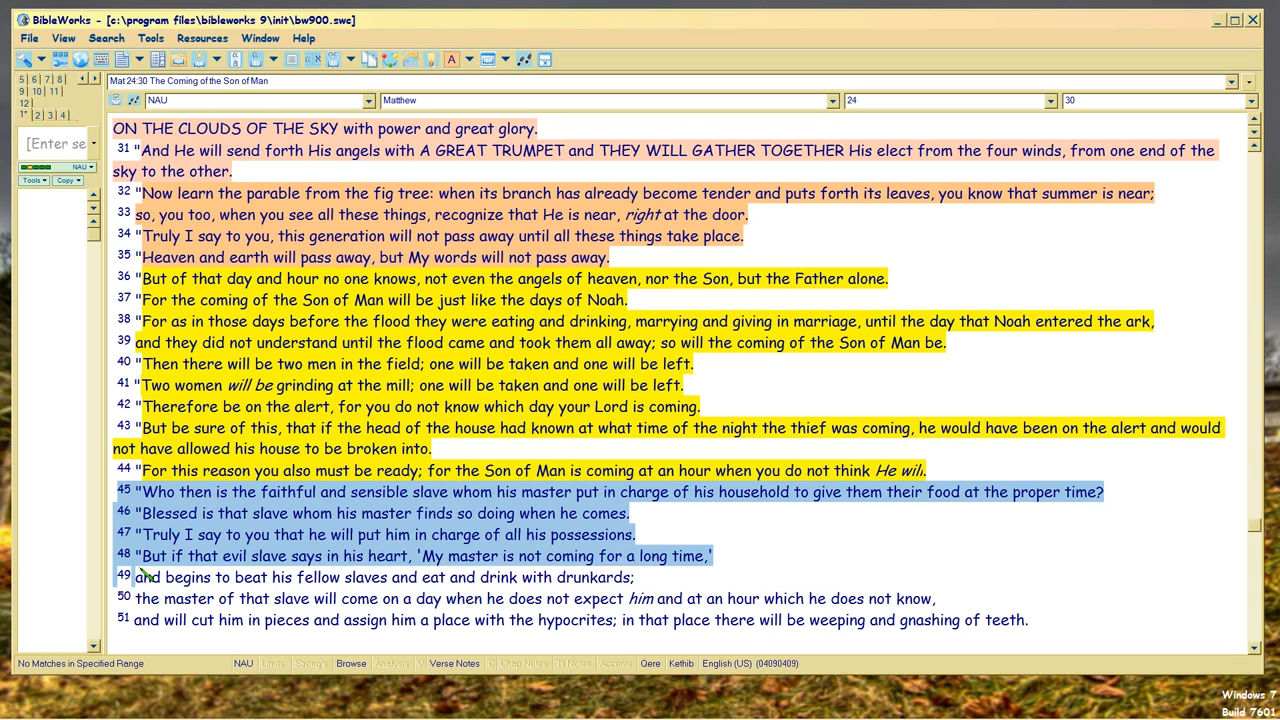 BibleWorks - [c:\program files\bibleworks 9\init\bw900.swc]
File View Search Tools Resources Window Help
5 | 6 | 7 | 8 |
9 | 10 | 11 |
12 |
1* | 2 | 3 | 4 |
Mat 24:30 The Coming of the Son of Man
NAU Matthew 24 30
[Enter se
NAU
Tools Copy
ON THE CLOUDS OF THE SKY with power and great glory.
31 "And He will send forth His angels with A GREAT TRUMPET and THEY WILL GATHER TOGETHER His elect from the four winds, from one end of the
sky to the other.
32 "Now learn the parable from the fig tree: when its branch has already become tender and puts forth its leaves, you know that summer is near;
33 so, you too, when you see all these things, recognize that He is near, right at the door.
34 "Truly I say to you, this generation will not pass away until all these things take place.
35 "Heaven and earth will pass away, but My words will not pass away.
36 "But of that day and hour no one knows, not even the angels of heaven, nor the Son, but the Father alone.
37 "For the coming of the Son of Man will be just like the days of Noah.
38 "For as in those days before the flood they were eating and drinking, marrying and giving in marriage, until the day that Noah entered the ark,
39 and they did not understand until the flood came and took them all away; so will the coming of the Son of Man be.
40 "Then there will be two men in the field; one will be taken and one will be left.
41 "Two women will be grinding at the mill; one will be taken and one will be left.
42 "Therefore be on the alert, for you do not know which day your Lord is coming.
43 "But be sure of this, that if the head of the house had known at what time of the night the thief was coming, he would have been on the alert and would
not have allowed his house to be broken into.
44 "For this reason you also must be ready; for the Son of Man is coming at an hour when you do not think He will.
45 "Who then is the faithful and sensible slave whom his master put in charge of his household to give them their food at the proper time?
46 "Blessed is that slave whom his master finds so doing when he comes.
47 "Truly I say to you that he will put him in charge of all his possessions.
48 "But if that evil slave says in his heart, 'My master is not coming for a long time,'
49 and begins to beat his fellow slaves and eat and drink with drunkards;
50 the master of that slave will come on a day when he does not expect him and at an hour which he does not know,
51 and will cut him in pieces and assign him a place with the hypocrites; in that place there will be weeping and gnashing of teeth.
No Matches in Specified Range NAU Limits Strong's Browse Analysis V Verse Notes C Chap Notes Tr Notes Accents Qere Kethib English (US) (04090409)
Windows 7
Build 7601